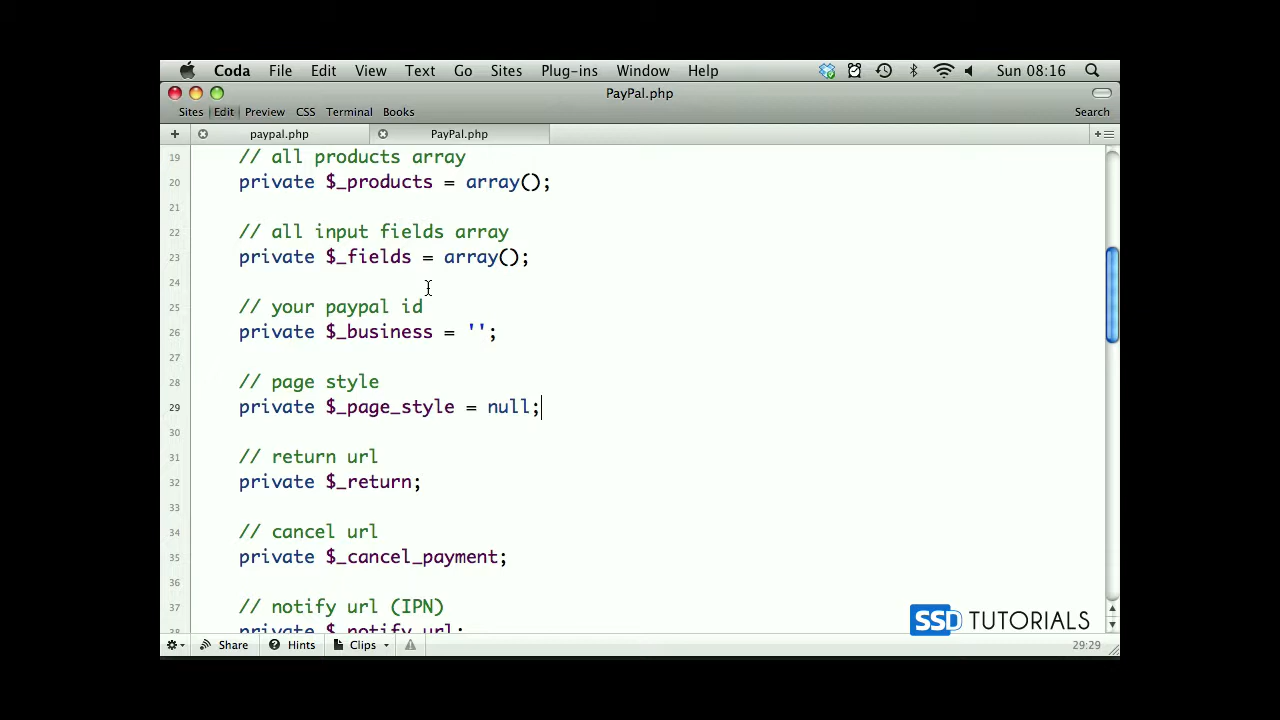 Coda File Edit View Text Go Sites Plug-ins Window Help Sun 08:16
PayPal.php
Sites Edit Preview CSS Terminal Books Search
paypal.php PayPal.php
19 // all products array
20 private $_products = array();
21
22 // all input fields array
23 private $_fields = array();
24
25 // your paypal id
26 private $_business = '';
27
28 // page style
29 private $_page_style = null;
30
31 // return url
32 private $_return;
33
34 // cancel url
35 private $_cancel_payment;
36
37 // notify url (IPN)
38 private $_notify_url;
SSD TUTORIALS
Share Hints Clips 29:29